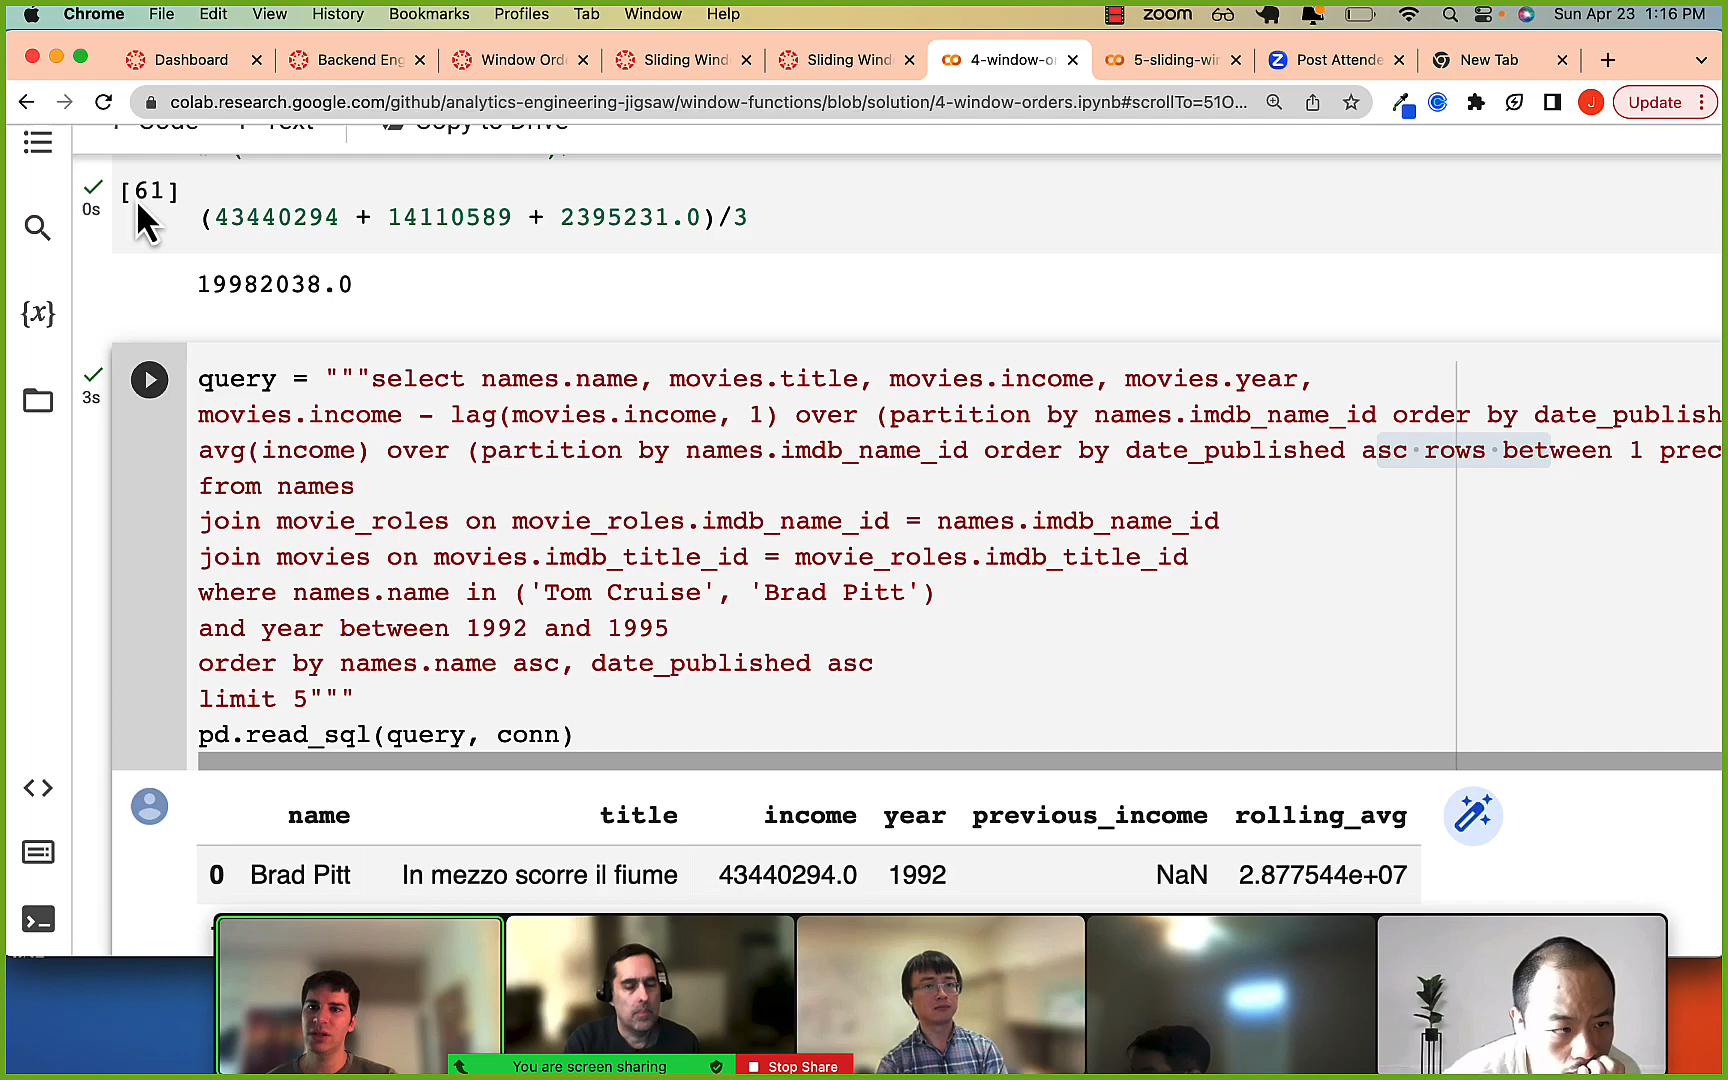 Chrome File Edit View History Bookmarks Profiles Tab Window Help zoom Sun Apr 23 1:16 PM
Dashboard Backend Eng Window Ord Sliding Wind Sliding Wind 4-window-or 5-sliding-wi Post Attende New Tab
colab.research.google.com/github/analytics-engineering-jigsaw/window-functions/blob/solution/4-window-orders.ipynb#scrollTo=51O... J Update
Code Text Copy to Drive
[61]
0s
(43440294 + 14110589 + 2395231.0)/3
19982038.0
{x}
3s
query = """select names.name, movies.title, movies.income, movies.year,
movies.income - lag(movies.income, 1) over (partition by names.imdb_name_id order by date_publish
avg(income) over (partition by names.imdb_name_id order by date_published asc rows between 1 prec
from names
join movie_roles on movie_roles.imdb_name_id = names.imdb_name_id
join movies on movies.imdb_title_id = movie_roles.imdb_title_id
where names.name in ('Tom Cruise', 'Brad Pitt')
and year between 1992 and 1995
order by names.name asc, date_published asc
limit 5"""
pd.read_sql(query, conn)
name title income year previous_income rolling_avg
0 Brad Pitt In mezzo scorre il fiume 43440294.0 1992 NaN 2.877544e+07
You are screen sharing Stop Share